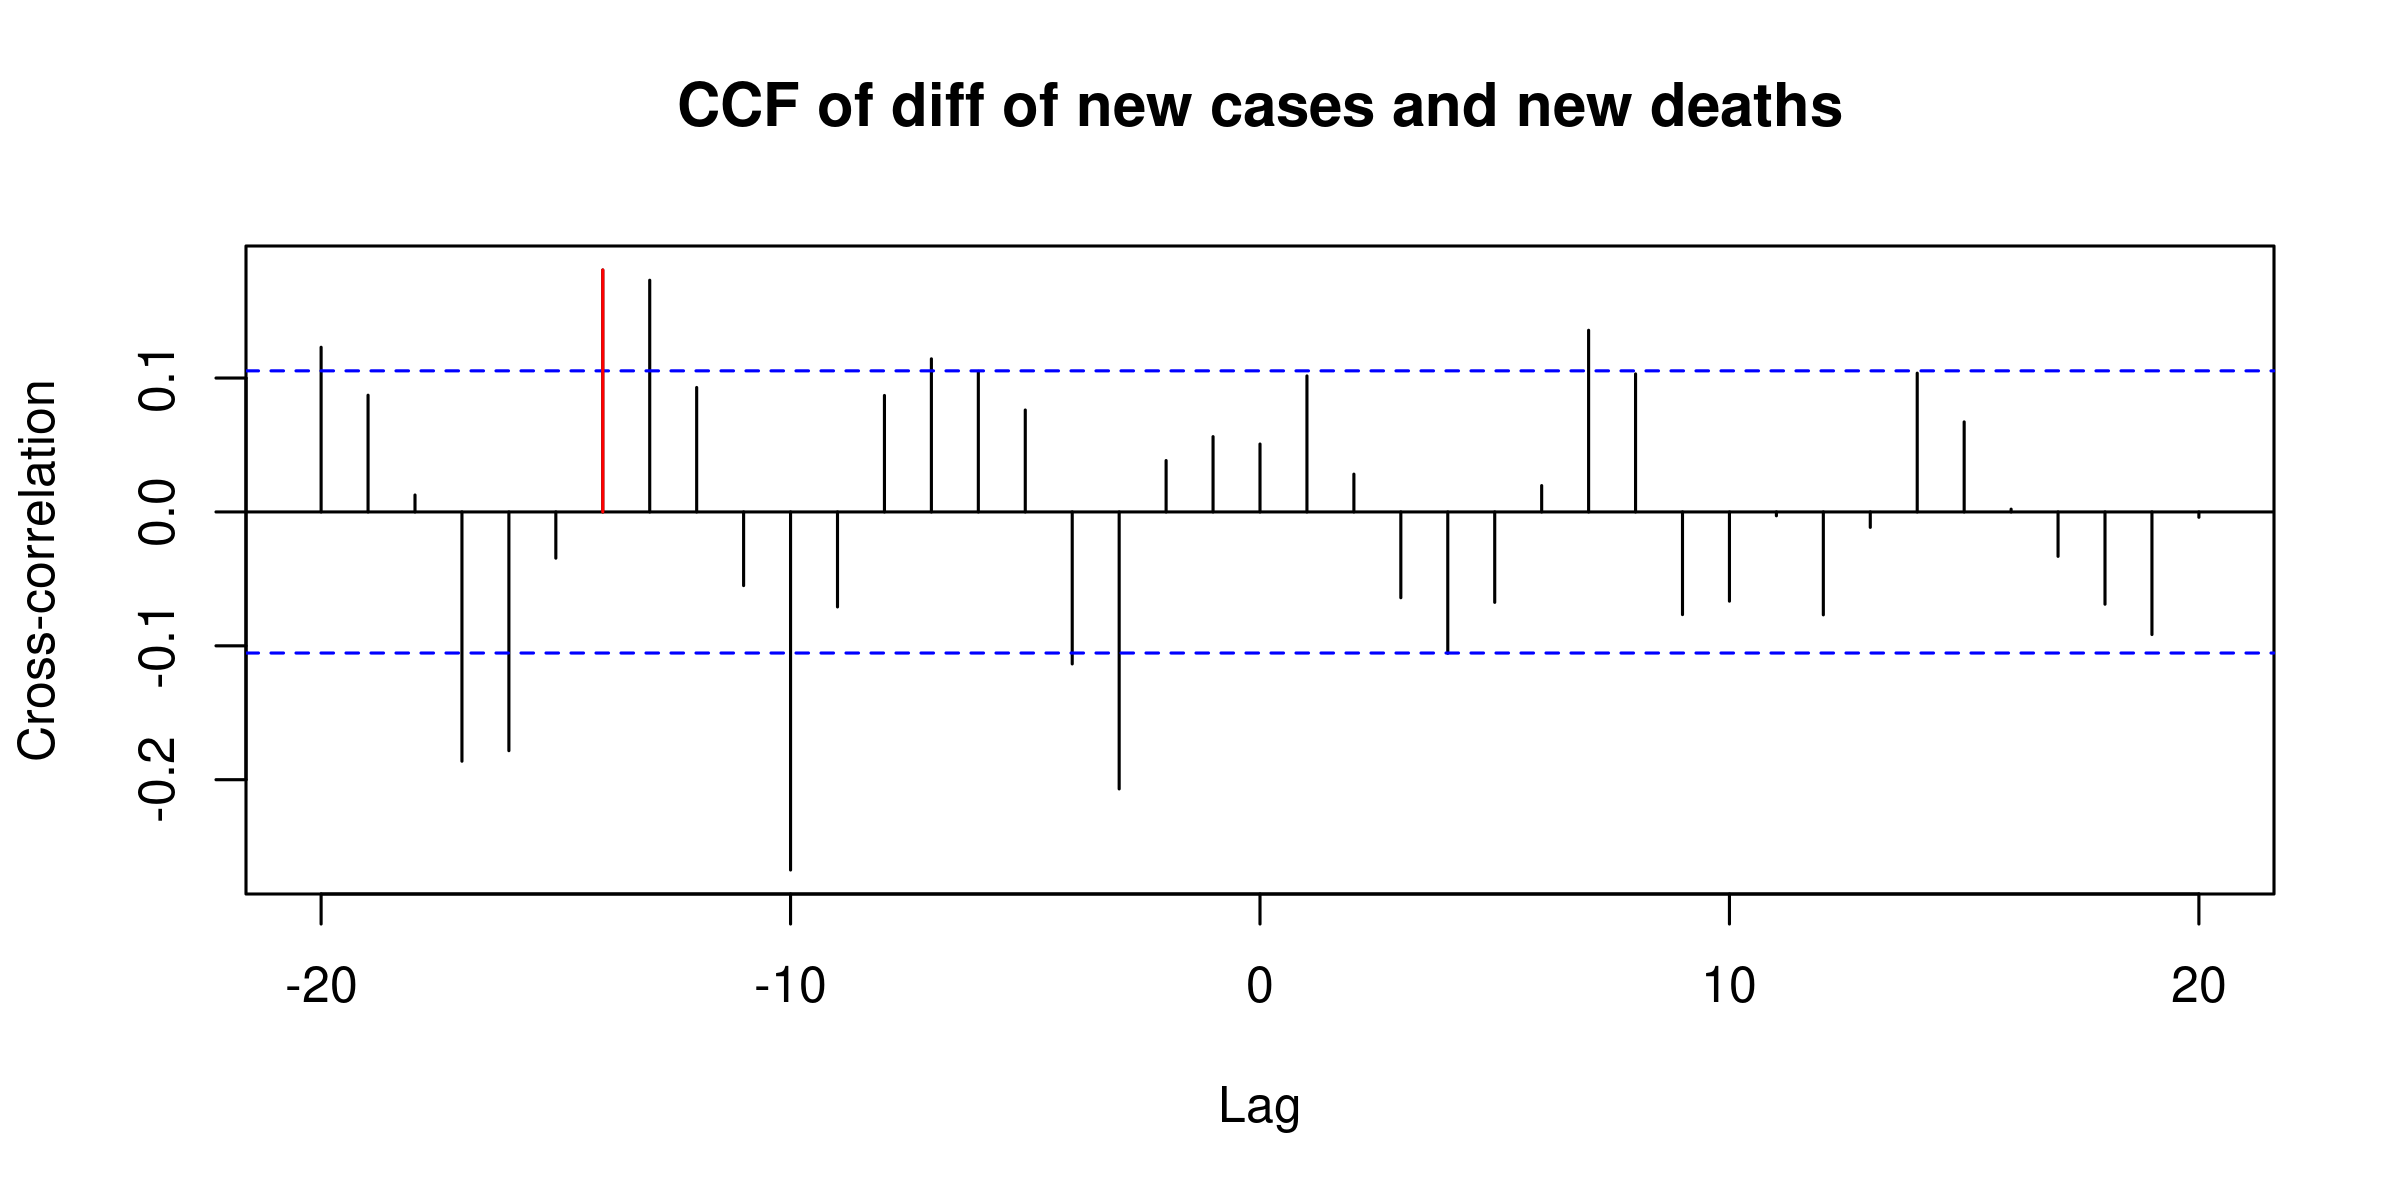 CCF of diff of new cases and new deaths
Cross-correlation
0.1
0.0
-0.1
-0.2
-20 -10 0 10 20
Lag